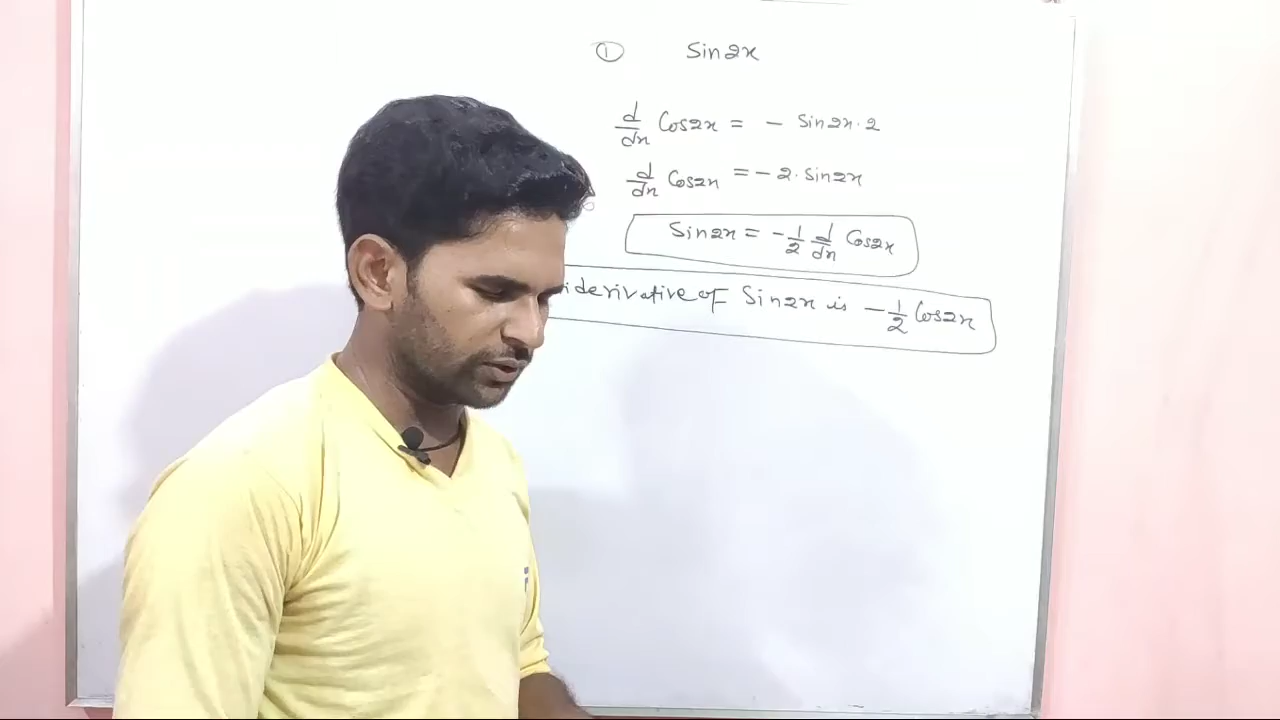 ① Sin2x
d/dx Cos2x = - Sin2x·2
d/dx Cos2x = -2·Sin2x
Sin2x = -1/2 d/dx Cos2x
iderivative of Sin2x is -1/2 Cos2x